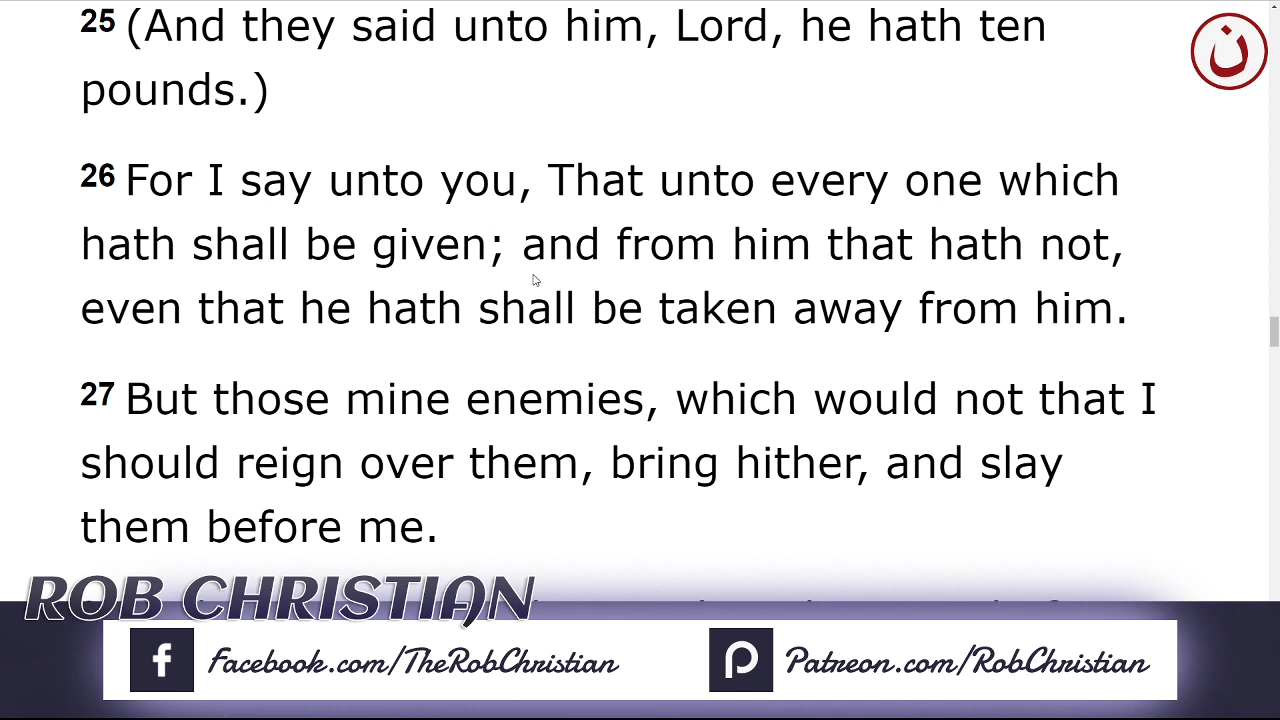 25 (And they said unto him, Lord, he hath ten
pounds.)
ن
26 For I say unto you, That unto every one which
hath shall be given; and from him that hath not,
even that he hath shall be taken away from him.
27 But those mine enemies, which would not that I
should reign over them, bring hither, and slay
them before me.
ROB CHRISTIAN
Facebook.com/TheRobChristian
Patreon.com/RobChristian